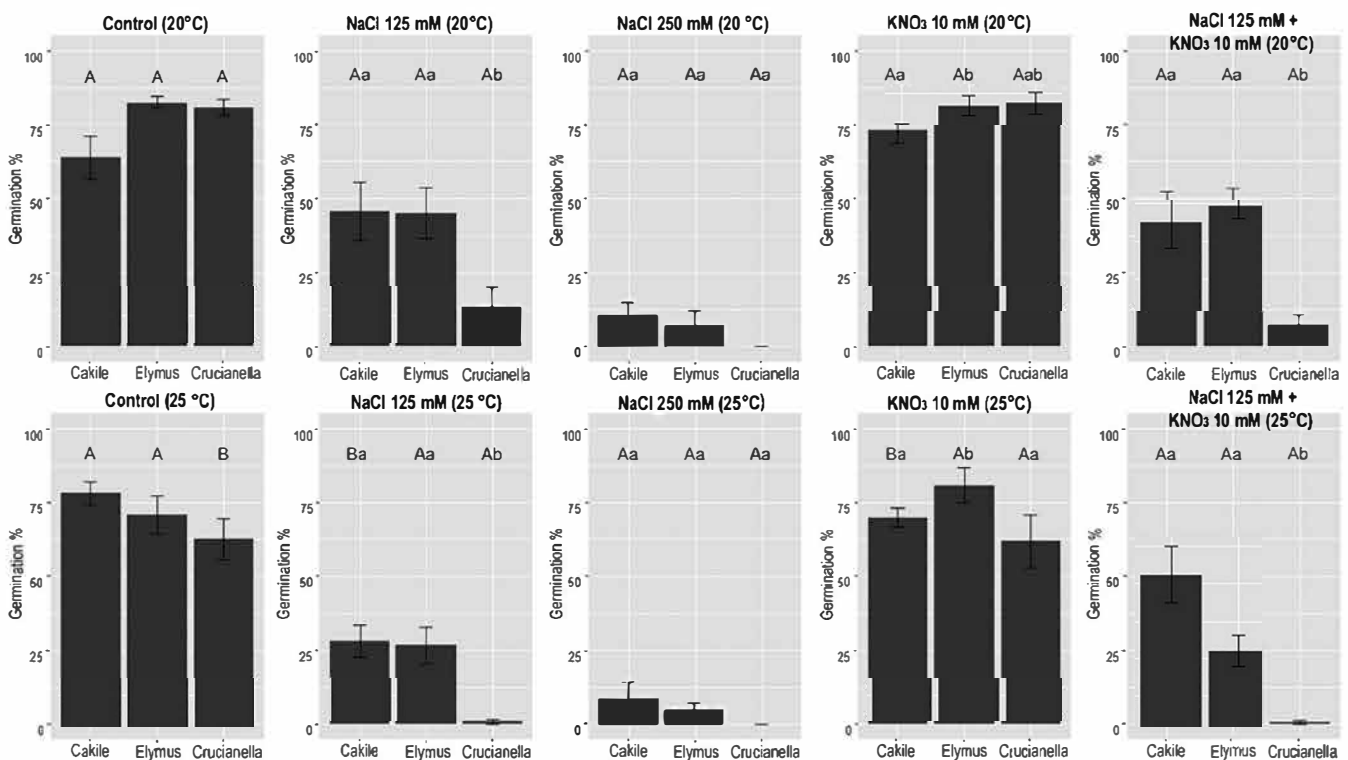 Control (20°C)
NaCl 125 mM (20°C)
NaCl 250 mM (20 °C)
KNO₃ 10 mM (20°C)
NaCl 125 mM +
KNO₃ 10 mM (20°C)
Germination %
100
75
50
25
0
A A A
Cakile Elymus Crucianella
Germination %
100
75
50
25
0
Aa Aa Ab
Cakile Elymus Crucianella
Germination %
100
75
50
25
0
Aa Aa Aa
Cakile Elymus Crucianella
Germination %
100
75
50
25
0
Aa Ab Aab
Cakile Elymus Crucianella
Germination %
100
75
50
25
0
Aa Aa Ab
Cakile Elymus Crucianella
Control (25 °C)
NaCl 125 mM (25 °C)
NaCl 250 mM (25°C)
KNO₃ 10 mM (25°C)
NaCl 125 mM +
KNO₃ 10 mM (25°C)
Germination %
100
75
50
25
0
A A B
Cakile Elymus Crucianella
Germination %
100
75
50
25
0
Ba Aa Ab
Cakile Elymus Crucianella
Germination %
100
75
50
25
0
Aa Aa Aa
Cakile Elymus Crucianella
Germination %
100
75
50
25
0
Ba Ab Aa
Cakile Elymus Crucianella
Germination %
100
75
50
25
0
Aa Aa Ab
Cakile Elymus Crucianella